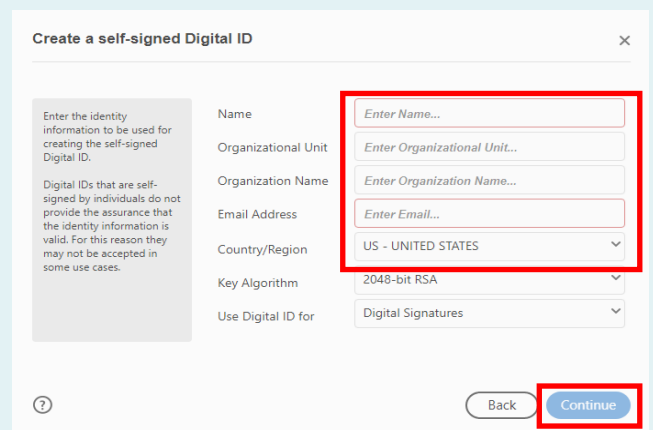 Create a self-signed Digital ID
Enter the identity
information to be used for
creating the self-signed
Digital ID.
Digital IDs that are self-
signed by individuals do not
provide the assurance that
the identity information is
valid. For this reason they
may not be accepted in
some use cases.
Name
Enter Name...
Organizational Unit
Enter Organizational Unit...
Organization Name
Enter Organization Name...
Email Address
Enter Email...
Country/Region
US - UNITED STATES
Key Algorithm
2048-bit RSA
Use Digital ID for
Digital Signatures
?
Back
Continue